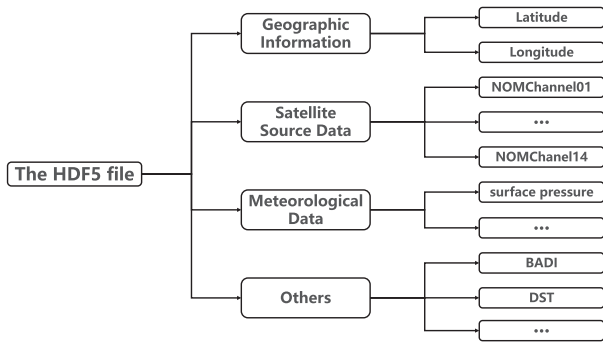 The HDF5 file
Geographic
Information
Latitude
Longitude
Satellite
Source Data
NOMChannel01
...
NOMChanel14
Meteorological
Data
surface pressure
...
Others
BADI
DST
...